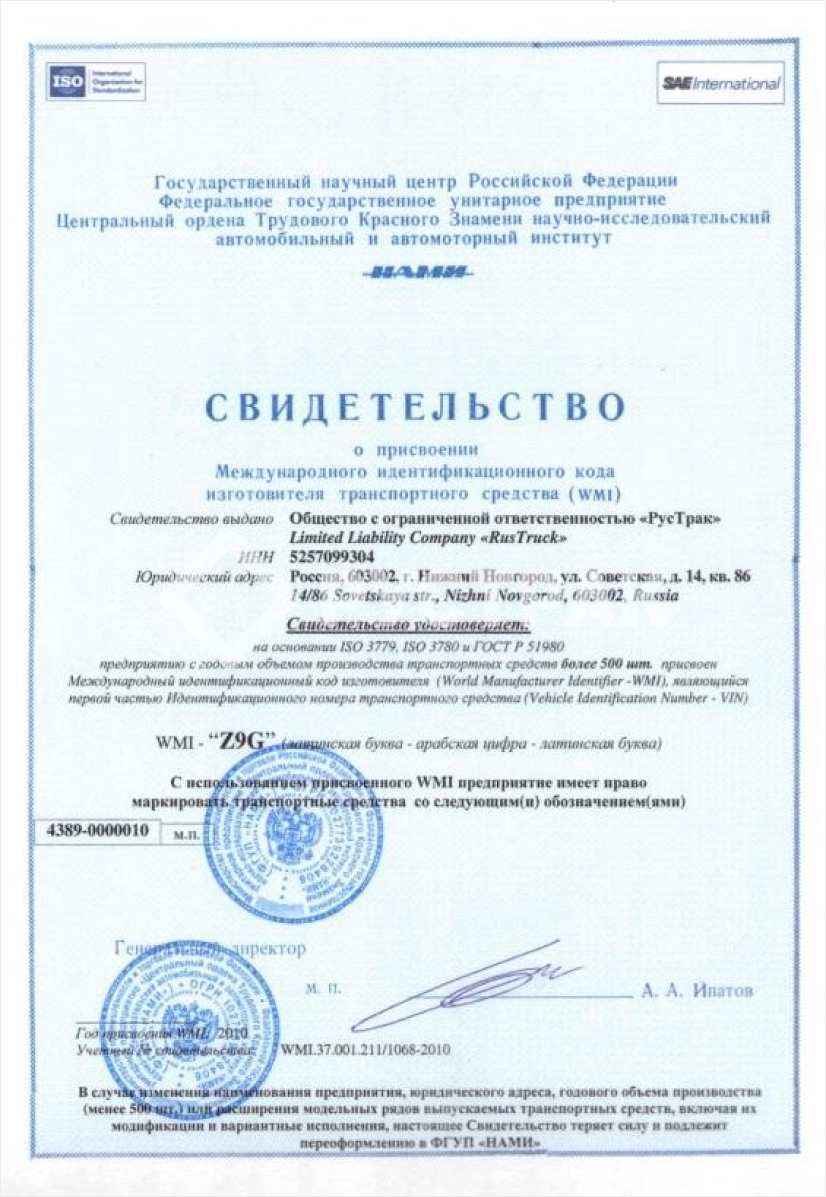 ISO International
Organization for
Standardization
SAE International
Государственный научный центр Российской Федерации
Федеральное государственное унитарное предприятие
Центральный ордена Трудового Красного Знамени научно-исследовательский
автомобильный и автомоторный институт
НАМИ
СВИДЕТЕЛЬСТВО
о присвоении
Международного идентификационного кода
изготовителя транспортного средства (WMI)
Свидетельство выдано Общество с ограниченной ответственностью «РусТрак»
Limited Liability Company «RusTruck»
ИНН 5257099304
Юридический адрес Россия, 603002, г. Нижний Новгород, ул. Советская, д. 14, кв. 86
14/86 Sovetskaya str., Nizhni Novgorod, 603002, Russia
Свидетельство удостоверяет:
на основании ISO 3779, ISO 3780 и ГОСТ Р 51980
предприятию с годовым объемом производства транспортных средств более 500 шт. присвоен
Международный идентификационный код изготовителя (World Manufacturer Identifier -WMI), являющийся
первой частью Идентификационного номера транспортного средства (Vehicle Identification Number - VIN)
WMI - “Z9G” (латинская буква - арабская цифра - латинская буква)
С использованием присвоенного WMI предприятие имеет право
маркировать транспортные средства со следующим(и) обозначением(ями)
4389-0000010 м.п.
Генеральный директор
м. п. А. А. Ипатов
Год присвоения WMI: 2010
Учетный № свидетельства: WMI.37.001.211/1068-2010
В случае изменения наименования предприятия, юридического адреса, годового объема производства
(менее 500 шт.) или расширения модельных рядов выпускаемых транспортных средств, включая их
модификации и вариантные исполнения, настоящее Свидетельство теряет силу и подлежит
переоформлению в ФГУП «НАМИ»